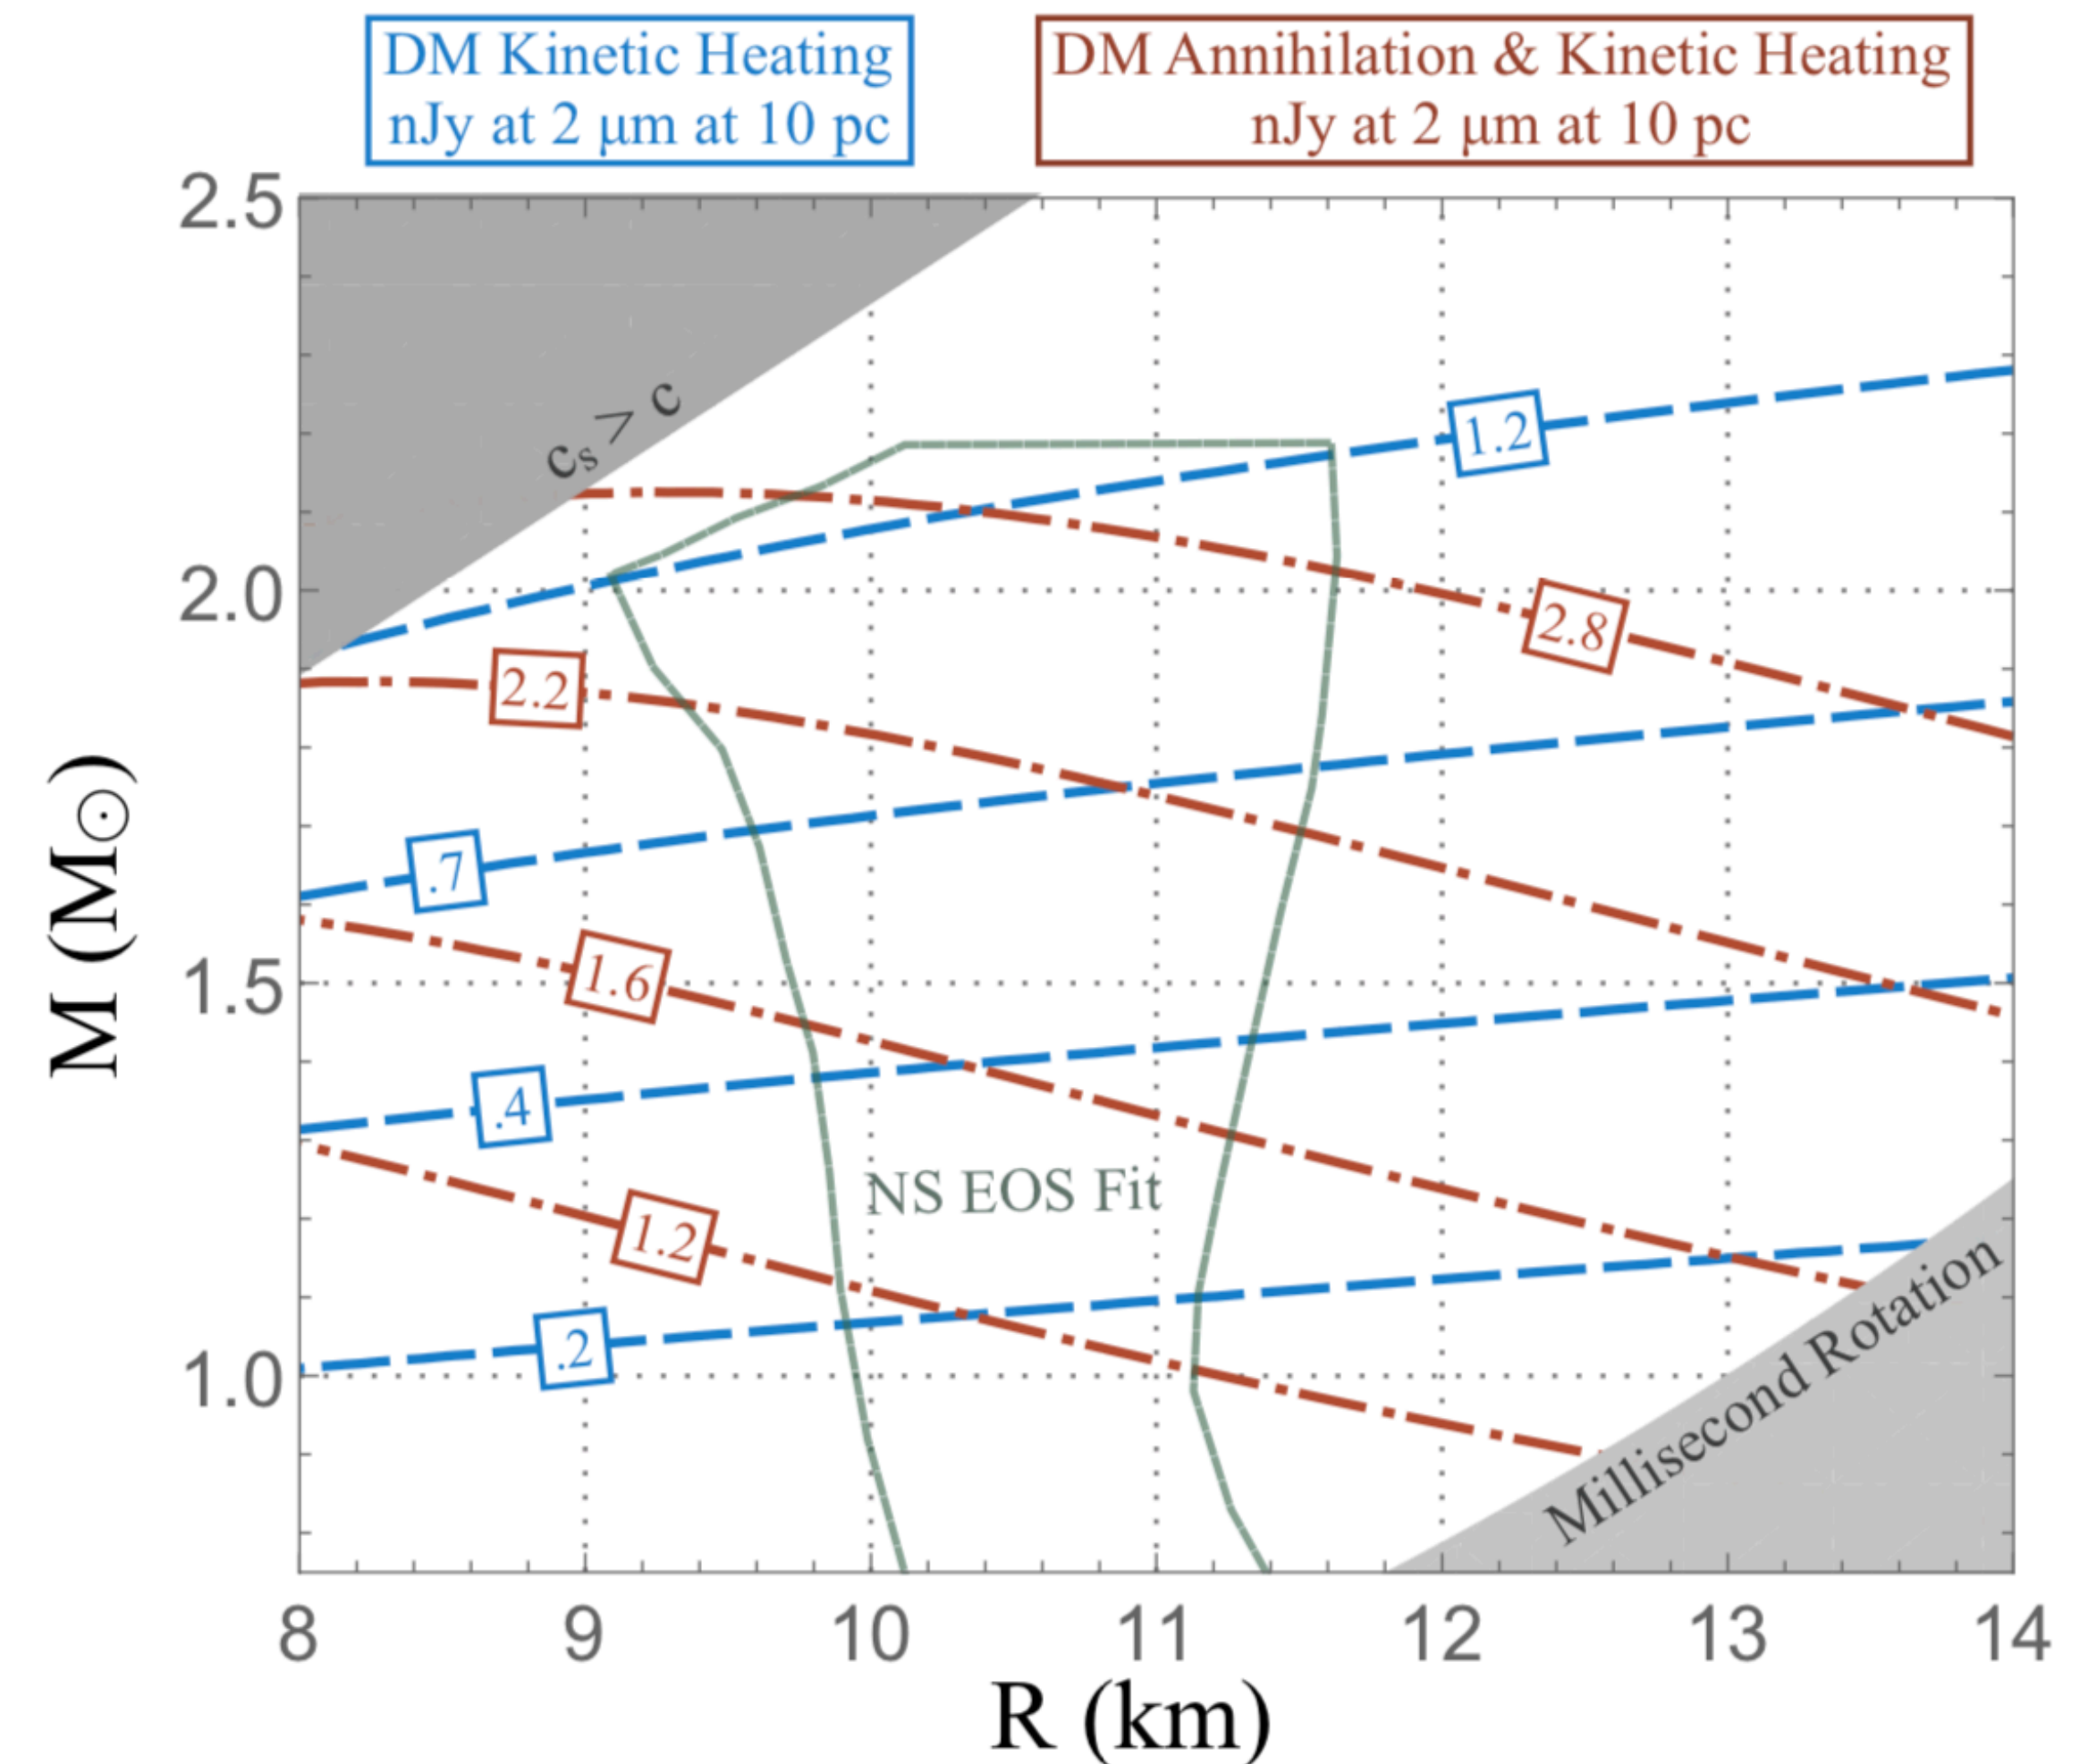 DM Kinetic Heating
nJy at 2 μm at 10 pc
DM Annihilation & Kinetic Heating
nJy at 2 μm at 10 pc
2.5
2.0
1.5
1.0
M (M⊙)
cₛ > c
1.2
2.8
2.2
.7
1.6
.4
NS EOS Fit
1.2
.2
Millisecond Rotation
8 9 10 11 12 13 14
R (km)